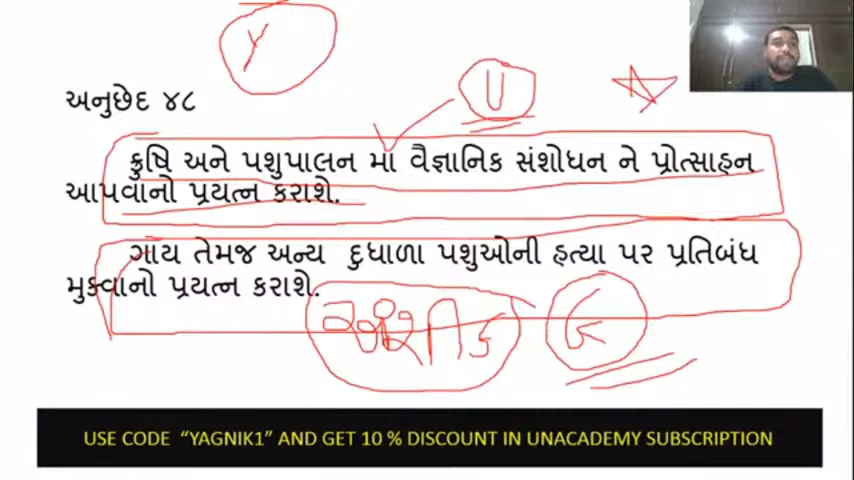 અનુછેદ ૪૮
ક્રુષિ અને પશુપાલન માં વૈજ્ઞાનિક સંશોધન ને પ્રોત્સાહન
આપવાનો પ્રયત્ન કરાશે.
ગાય તેમજ અન્ય દુધાળા પશુઓની હત્યા પર પ્રતિબંધ
મુક્વાનો પ્રયત્ન કરાશે.
USE CODE "YAGNIK1" AND GET 10 % DISCOUNT IN UNACADEMY SUBSCRIPTION